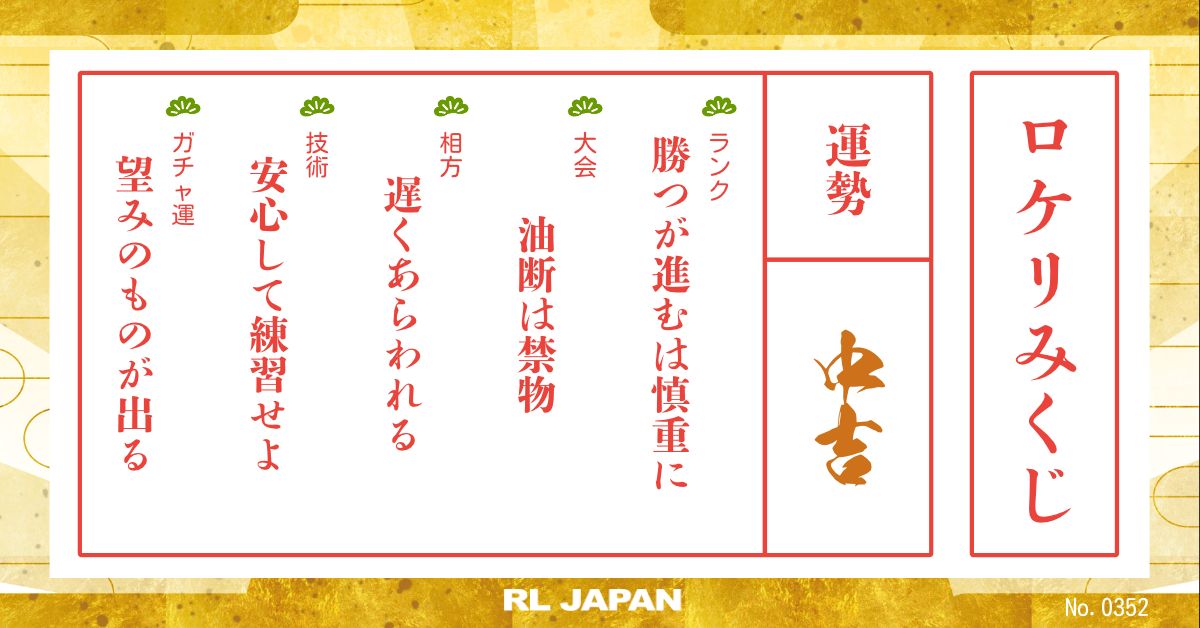 ロケリみくじ
運勢
中吉
ランク
勝つが進むは慎重に
大会
油断は禁物
相方
遅くあらわれる
技術
安心して練習せよ
ガチャ運
望みのものが出る
RL JAPAN
No. 0352